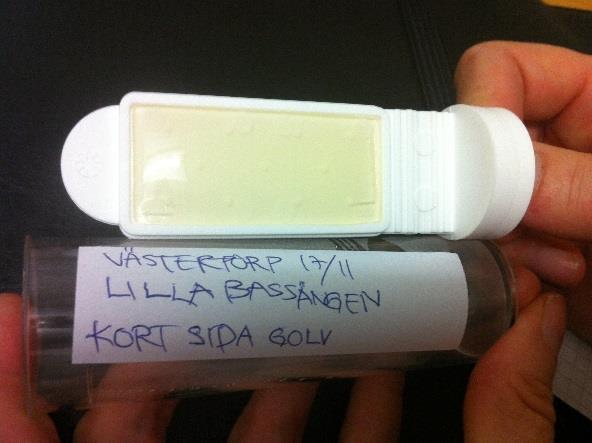 VÄSTERTORP 17/11
LILLA BASSÄNGEN
KORT SIDA GOLV